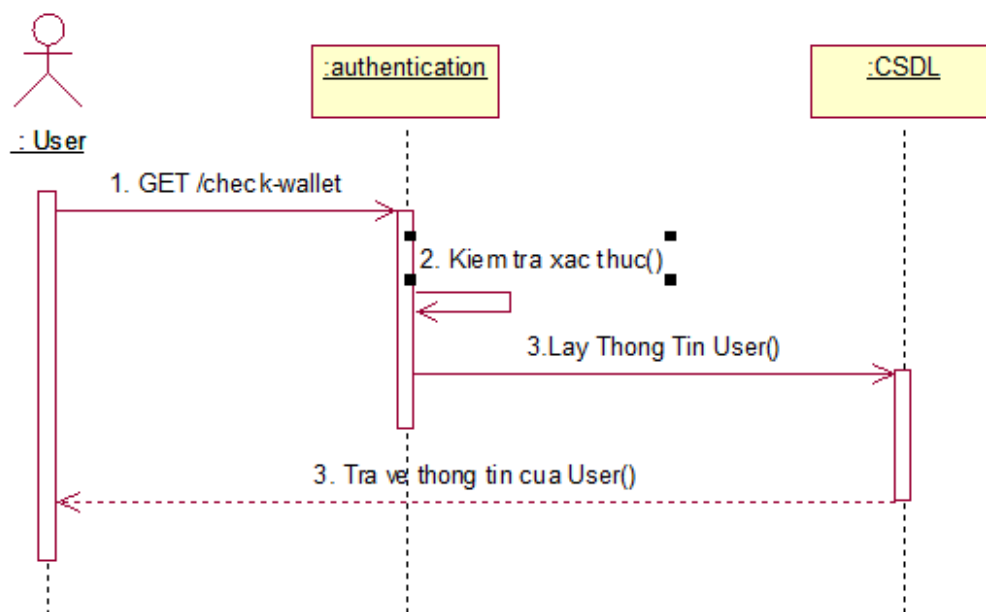 :authentication
:CSDL
: User
1. GET /check-wallet
2. Kiem tra xac thuc()
3.Lay Thong Tin User()
3. Tra ve thong tin cua User()